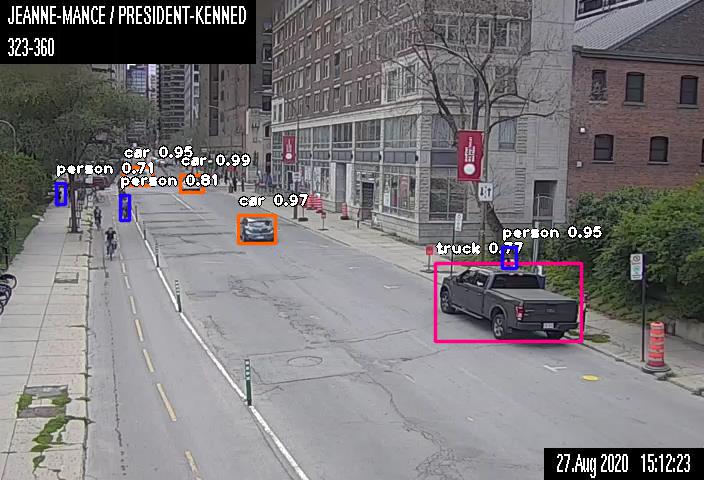 JEANNE-MANCE / PRESIDENT-KENNED
323-360
car 0.95
car 0.99
person 0.71
person 0.81
car 0.97
person 0.95
truck 0.77
27.Aug 2020 15:12:23